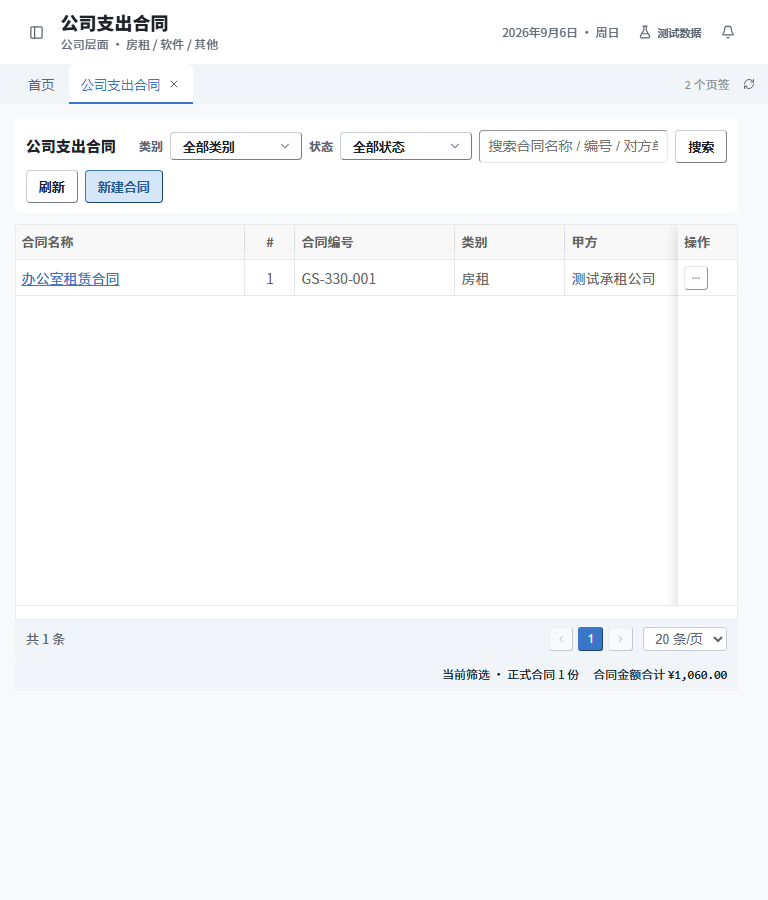 公司支出合同
公司层面 · 房租 / 软件 / 其他
2026年9月6日 · 周日
测试数据
首页
公司支出合同
2 个页签
公司支出合同
类别
全部类别
状态
全部状态
搜索合同名称 / 编号 / 对方
搜索
刷新
新建合同
合同名称
#
合同编号
类别
甲方
操作
办公室租赁合同
1
GS-330-001
房租
测试承租公司
共 1 条
1
20 条/页
当前筛选 · 正式合同 1 份
合同金额合计 ¥1,060.00